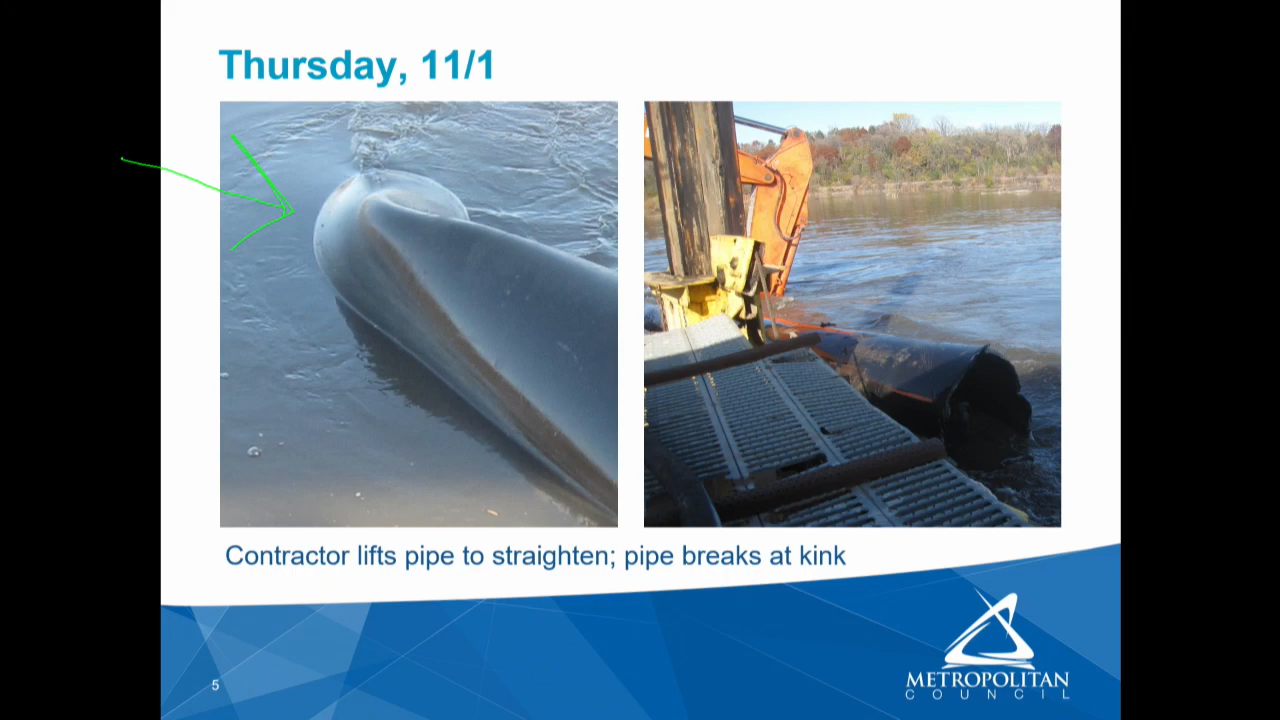 Thursday, 11/1
Contractor lifts pipe to straighten; pipe breaks at kink
5
METROPOLITAN
COUNCIL